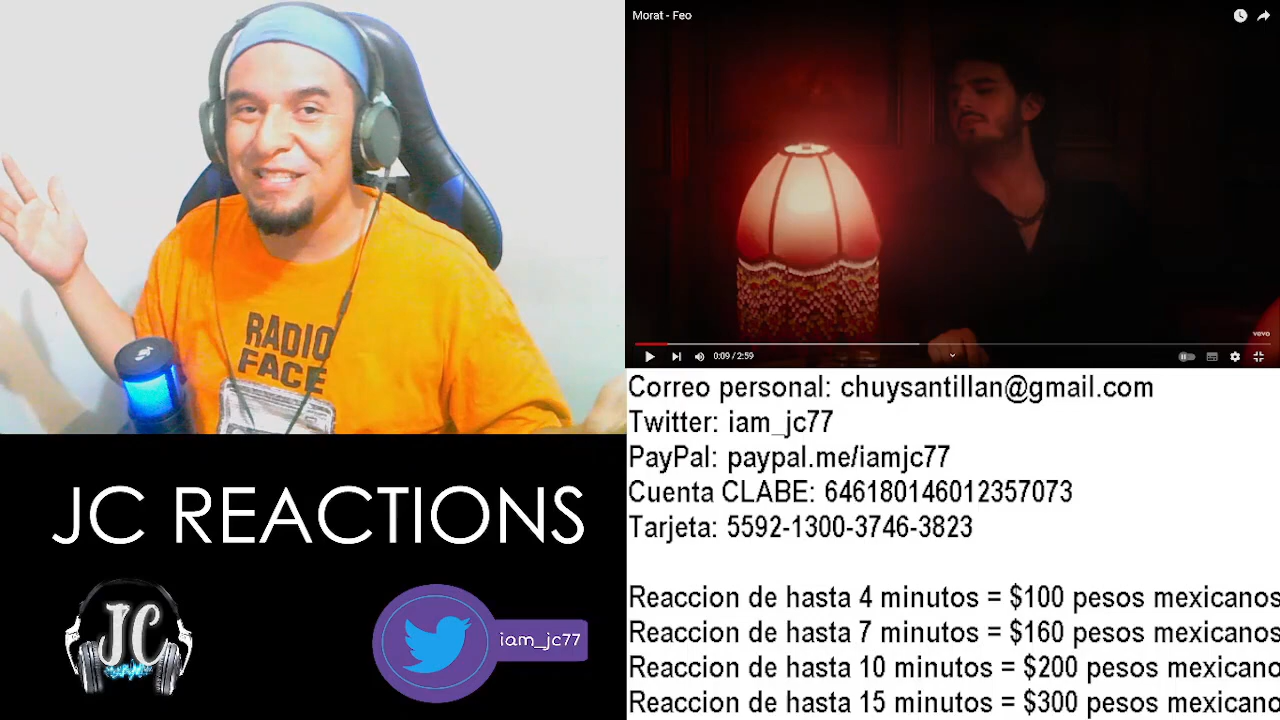 Morat - Feo
vevo
0:09 / 2:59
RADIO
FACE
Correo personal: chuysantillan@gmail.com
Twitter: iam_jc77
PayPal: paypal.me/iamjc77
Cuenta CLABE: 646180146012357073
Tarjeta: 5592-1300-3746-3823
JC REACTIONS
JC
iam_jc77
Reaccion de hasta 4 minutos = $100 pesos mexicanos
Reaccion de hasta 7 minutos = $160 pesos mexicanos
Reaccion de hasta 10 minutos = $200 pesos mexicano
Reaccion de hasta 15 minutos = $300 pesos mexicano